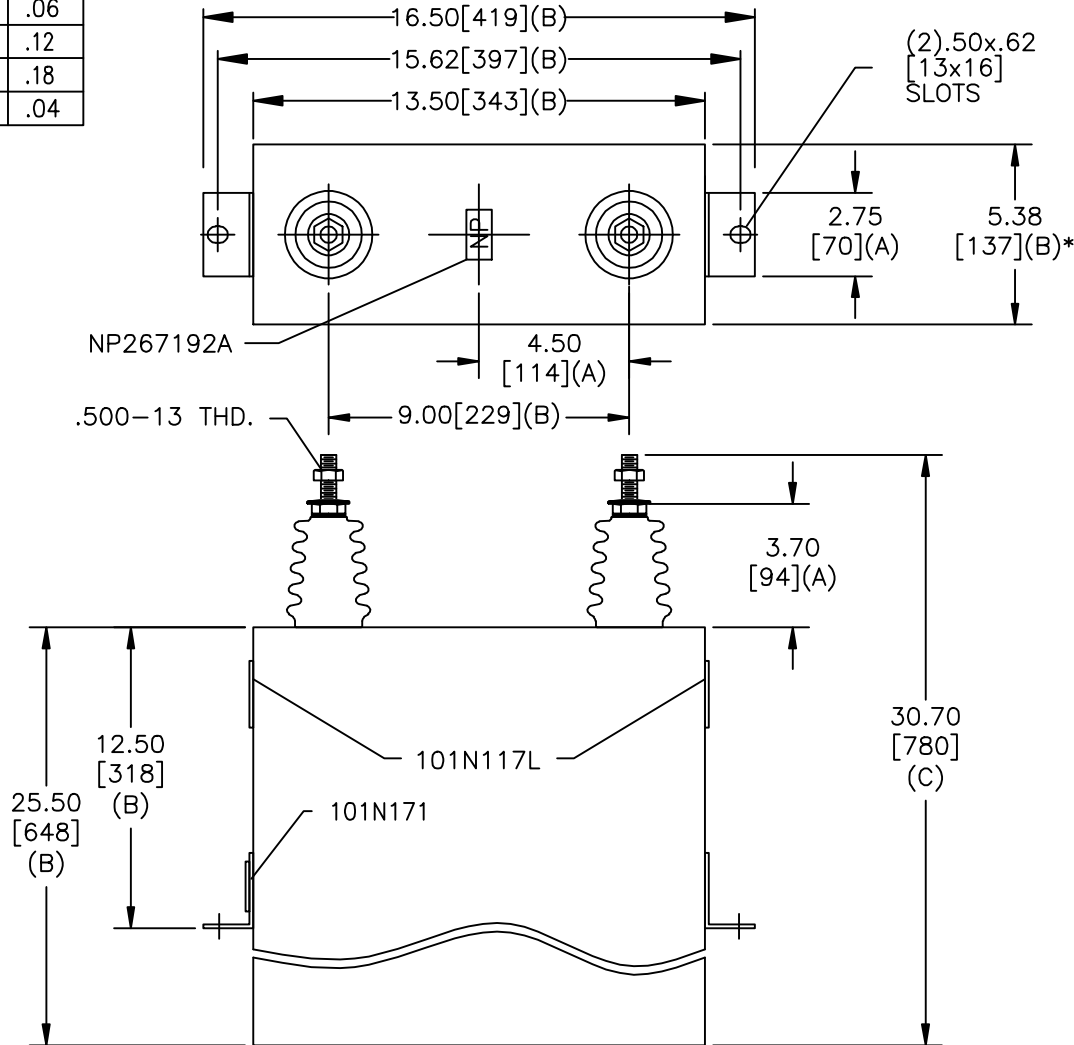 .06
.12
.18
.04
16.50[419](B)
15.62[397](B)
13.50[343](B)
(2).50x.62
[13x16]
SLOTS
2.75
[70](A)
5.38
[137](B)*
NP
NP267192A
4.50
[114](A)
.500-13 THD.
9.00[229](B)
3.70
[94](A)
12.50
[318]
(B)
25.50
[648]
(B)
101N117L
101N171
30.70
[780]
(C)